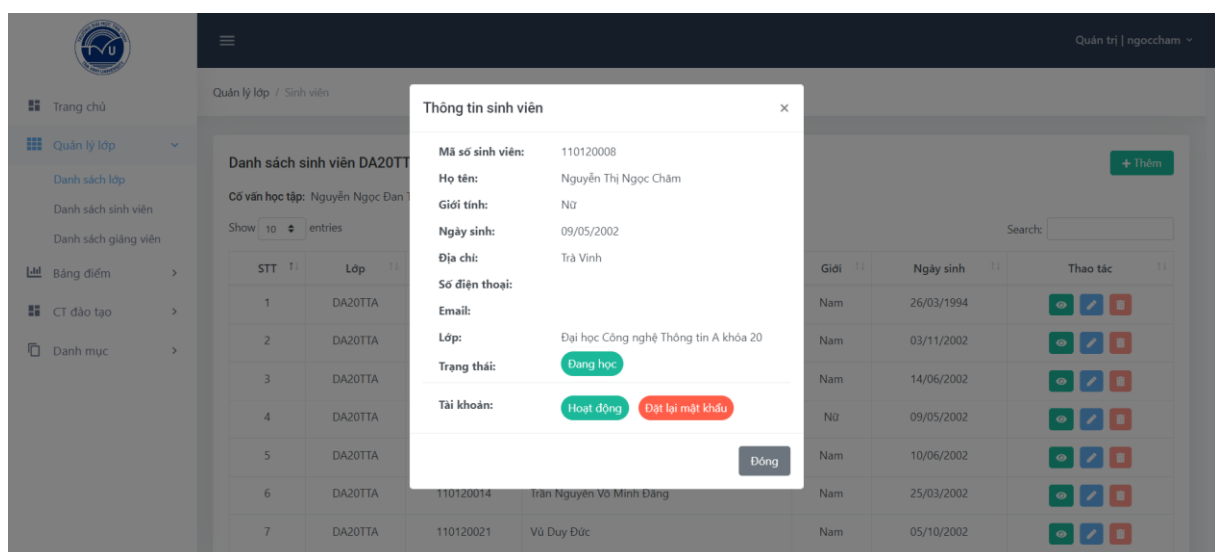 Quản trị | ngoccham
Trang chủ
Quản lý lớp
Danh sách lớp
Danh sách sinh viên
Danh sách giảng viên
Bảng điểm
CT đào tạo
Danh mục
Quản lý lớp / Sinh viên
Danh sách sinh viên DA20TT
+ Thêm
Cố vấn học tập: Nguyễn Ngọc Đan
Show 10 entries
Search:
STT Lớp Giới Ngày sinh Thao tác
1 DA20TTA Nam 26/03/1994
2 DA20TTA Nam 03/11/2002
3 DA20TTA Nam 14/06/2002
4 DA20TTA Nữ 09/05/2002
5 DA20TTA Nam 10/06/2002
6 DA20TTA 110120014 Trần Nguyên Võ Minh Đăng Nam 25/03/2002
7 DA20TTA 110120021 Vũ Duy Đức Nam 05/10/2002
Thông tin sinh viên ×
Mã số sinh viên: 110120008
Họ tên: Nguyễn Thị Ngọc Châm
Giới tính: Nữ
Ngày sinh: 09/05/2002
Địa chỉ: Trà Vinh
Số điện thoại:
Email:
Lớp: Đại học Công nghệ Thông tin A khóa 20
Trạng thái: Đang học
Tài khoản: Hoạt động Đặt lại mật khẩu
Đóng